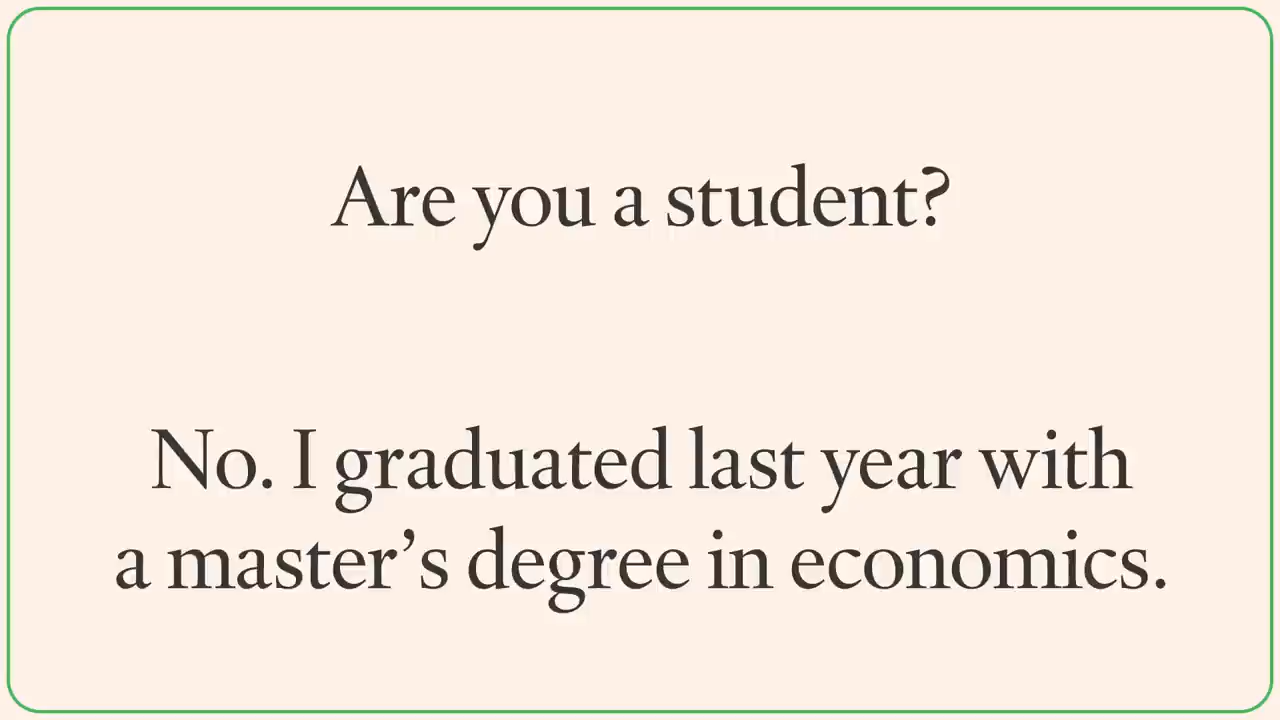 Are you a student?
No. I graduated last year with
a master’s degree in economics.